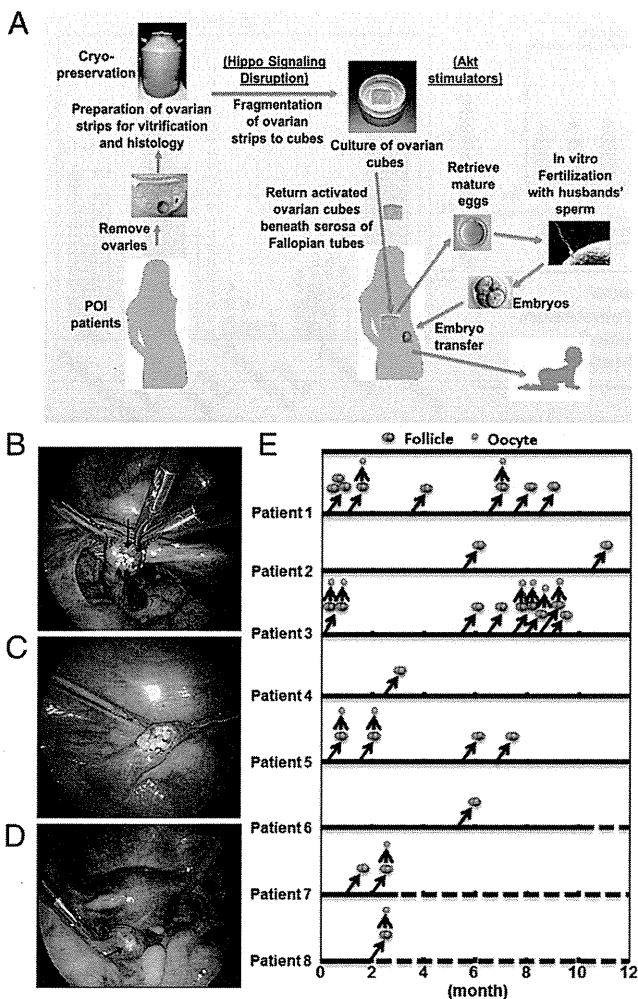 A
Cryo-
preservation
(Hippo Signaling
Disruption)
(Akt
stimulators)
Preparation of ovarian
strips for vitrification
and histology
Fragmentation
of ovarian
strips to cubes
Culture of ovarian
cubes
Remove
ovaries
Return activated
ovarian cubes
beneath serosa of
Fallopian tubes
Retrieve
mature
eggs
In vitro
Fertilization
with husbands'
sperm
POI
patients
Embryos
Embryo
transfer
B
C
D
E
Follicle
Oocyte
Patient 1
Patient 2
Patient 3
Patient 4
Patient 5
Patient 6
Patient 7
Patient 8
0 2 4 6 8 10 12
(month)